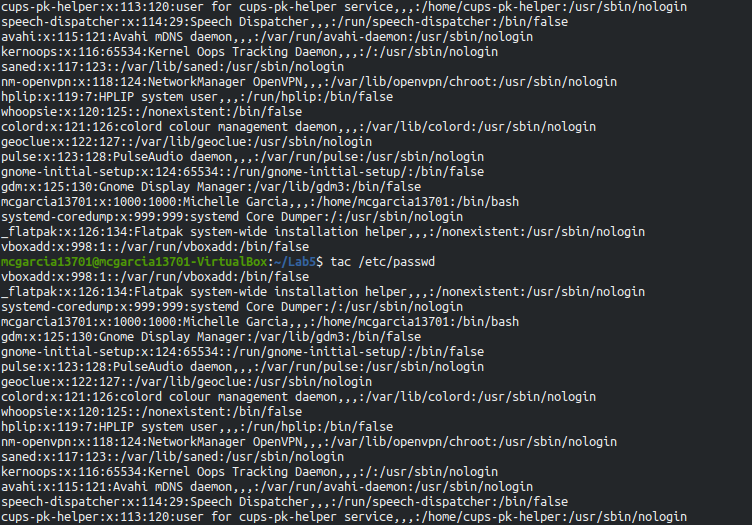 cups-pk-helper:x:113:120:user for cups-pk-helper service,,,:/home/cups-pk-helper:/usr/sbin/nologin
speech-dispatcher:x:114:29:Speech Dispatcher,,,:/run/speech-dispatcher:/bin/false
avahi:x:115:121:Avahi mDNS daemon,,,:/var/run/avahi-daemon:/usr/sbin/nologin
kernoops:x:116:65534:Kernel Oops Tracking Daemon,,,:/:/usr/sbin/nologin
saned:x:117:123::/var/lib/saned:/usr/sbin/nologin
nm-openvpn:x:118:124:NetworkManager OpenVPN,,,:/var/lib/openvpn/chroot:/usr/sbin/nologin
hplip:x:119:7:HPLIP system user,,,:/run/hplip:/bin/false
whoopsie:x:120:125::/nonexistent:/bin/false
colord:x:121:126:colord colour management daemon,,,:/var/lib/colord:/usr/sbin/nologin
geoclue:x:122:127::/var/lib/geoclue:/usr/sbin/nologin
pulse:x:123:128:PulseAudio daemon,,,:/var/run/pulse:/usr/sbin/nologin
gnome-initial-setup:x:124:65534::/run/gnome-initial-setup/:/bin/false
gdm:x:125:130:Gnome Display Manager:/var/lib/gdm3:/bin/false
mcgarcia13701:x:1000:1000:Michelle Garcia,,,:/home/mcgarcia13701:/bin/bash
systemd-coredump:x:999:999:systemd Core Dumper:/:/usr/sbin/nologin
_flatpak:x:126:134:Flatpak system-wide installation helper,,,:/nonexistent:/usr/sbin/nologin
vboxadd:x:998:1::/var/run/vboxadd:/bin/false
mcgarcia13701@mcgarcia13701-VirtualBox:~/Lab5$ tac /etc/passwd
vboxadd:x:998:1::/var/run/vboxadd:/bin/false
_flatpak:x:126:134:Flatpak system-wide installation helper,,,:/nonexistent:/usr/sbin/nologin
systemd-coredump:x:999:999:systemd Core Dumper:/:/usr/sbin/nologin
mcgarcia13701:x:1000:1000:Michelle Garcia,,,:/home/mcgarcia13701:/bin/bash
gdm:x:125:130:Gnome Display Manager:/var/lib/gdm3:/bin/false
gnome-initial-setup:x:124:65534::/run/gnome-initial-setup/:/bin/false
pulse:x:123:128:PulseAudio daemon,,,:/var/run/pulse:/usr/sbin/nologin
geoclue:x:122:127::/var/lib/geoclue:/usr/sbin/nologin
colord:x:121:126:colord colour management daemon,,,:/var/lib/colord:/usr/sbin/nologin
whoopsie:x:120:125::/nonexistent:/bin/false
hplip:x:119:7:HPLIP system user,,,:/run/hplip:/bin/false
nm-openvpn:x:118:124:NetworkManager OpenVPN,,,:/var/lib/openvpn/chroot:/usr/sbin/nologin
saned:x:117:123::/var/lib/saned:/usr/sbin/nologin
kernoops:x:116:65534:Kernel Oops Tracking Daemon,,,:/:/usr/sbin/nologin
avahi:x:115:121:Avahi mDNS daemon,,,:/var/run/avahi-daemon:/usr/sbin/nologin
speech-dispatcher:x:114:29:Speech Dispatcher,,,:/run/speech-dispatcher:/bin/false
cups-pk-helper:x:113:120:user for cups-pk-helper service,,,:/home/cups-pk-helper:/usr/sbin/nologin